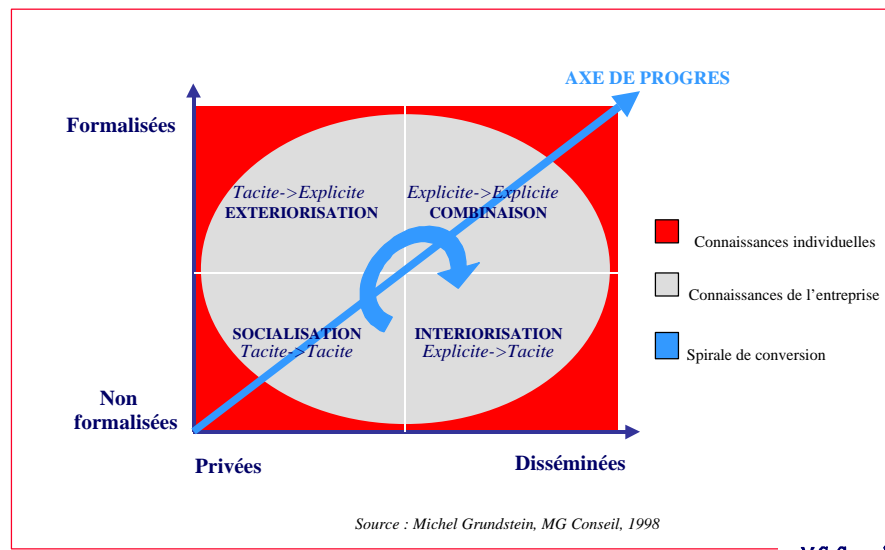 AXE DE PROGRES
Formalisées
Tacite->Explicite
EXTERIORISATION
Explicite->Explicite
COMBINAISON
Connaissances individuelles
Connaissances de l’entreprise
Spirale de conversion
SOCIALISATION
Tacite->Tacite
INTERIORISATION
Explicite->Tacite
Non
formalisées
Privées
Disséminées
Source : Michel Grundstein, MG Conseil, 1998